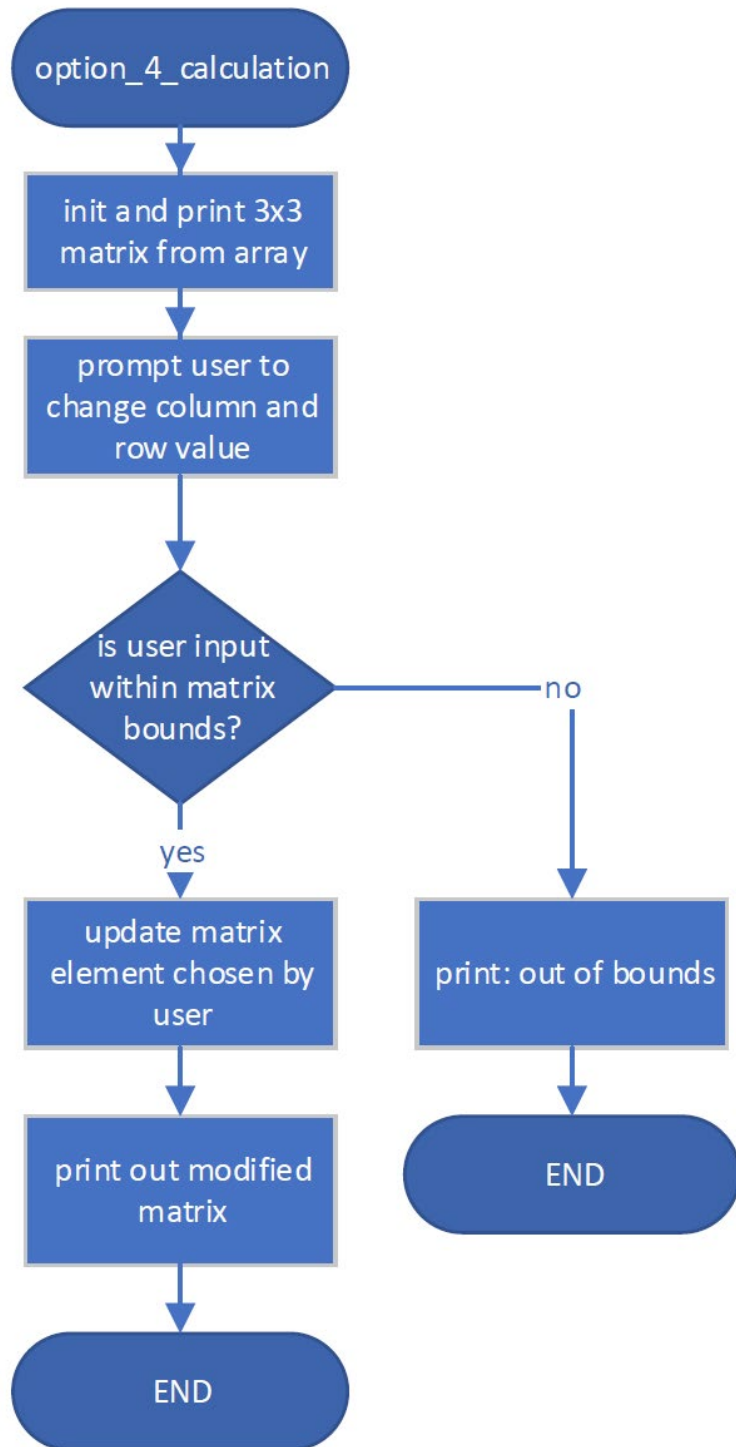 option_4_calculation
init and print 3x3
matrix from array
prompt user to
change column and
row value
is user input
within matrix
bounds?
no
yes
update matrix
element chosen by
user
print: out of bounds
print out modified
matrix
END
END